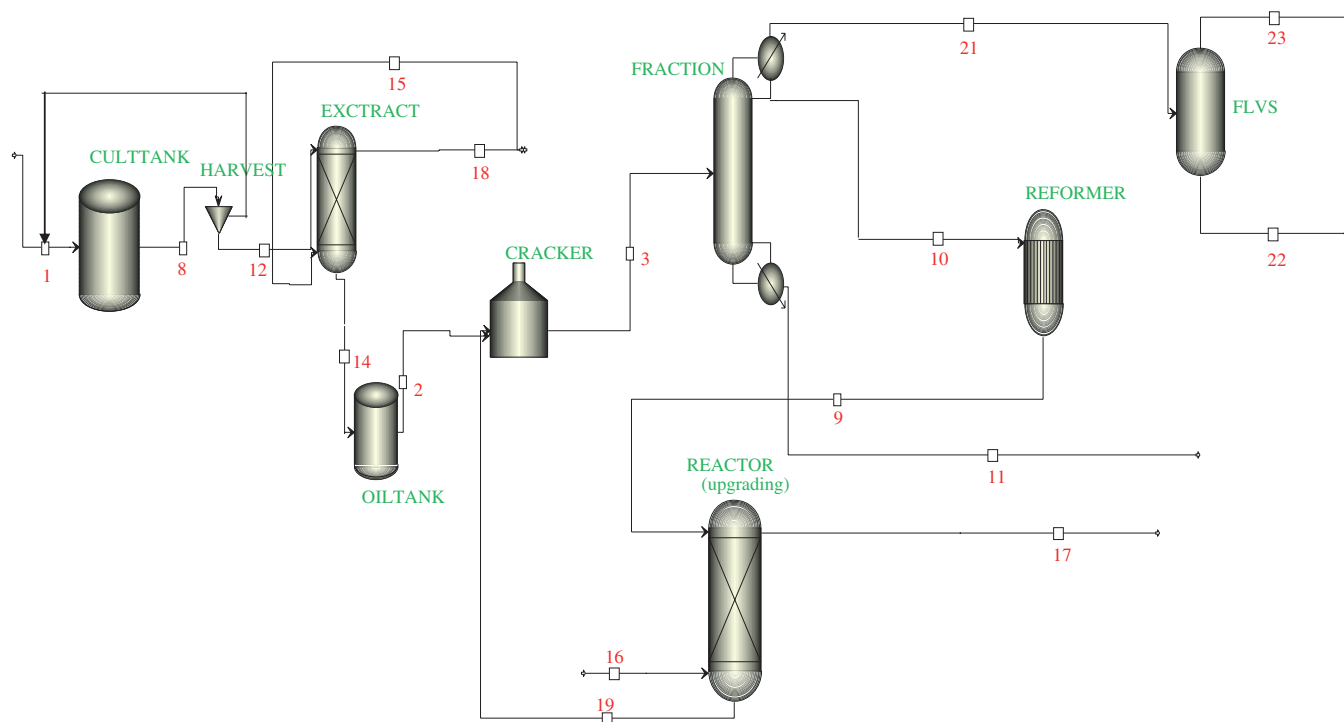 21
23
FRACTION
15
EXCTRACT
FLVS
CULTTANK
HARVEST
18
REFORMER
1
8
12
CRACKER
3
10
22
14
2
9
REACTOR
(upgrading)
11
OILTANK
17
16
19